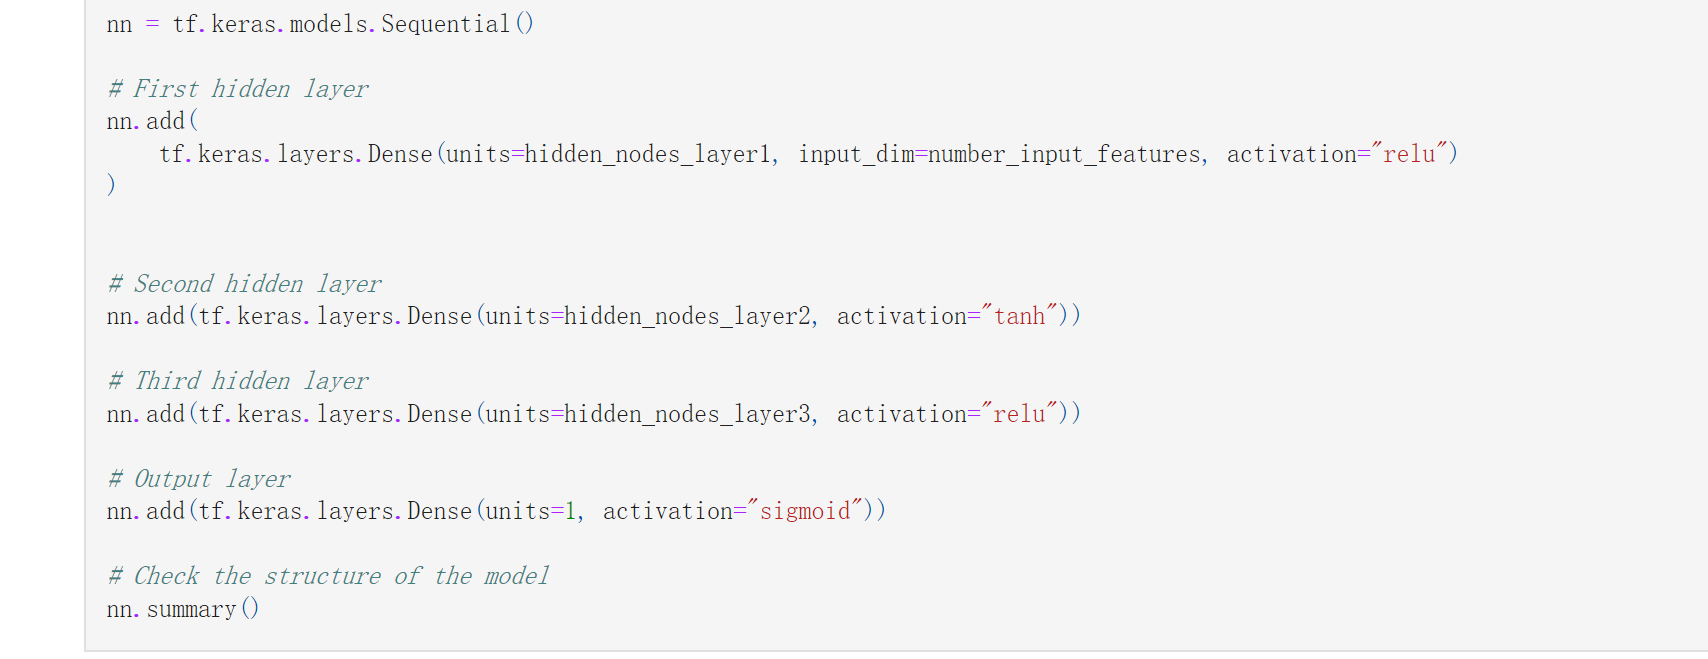 nn = tf.keras.models.Sequential()
# First hidden layer
nn.add(
    tf.keras.layers.Dense(units=hidden_nodes_layer1, input_dim=number_input_features, activation="relu")
)
# Second hidden layer
nn.add(tf.keras.layers.Dense(units=hidden_nodes_layer2, activation="tanh"))
# Third hidden layer
nn.add(tf.keras.layers.Dense(units=hidden_nodes_layer3, activation="relu"))
# Output layer
nn.add(tf.keras.layers.Dense(units=1, activation="sigmoid"))
# Check the structure of the model
nn.summary()